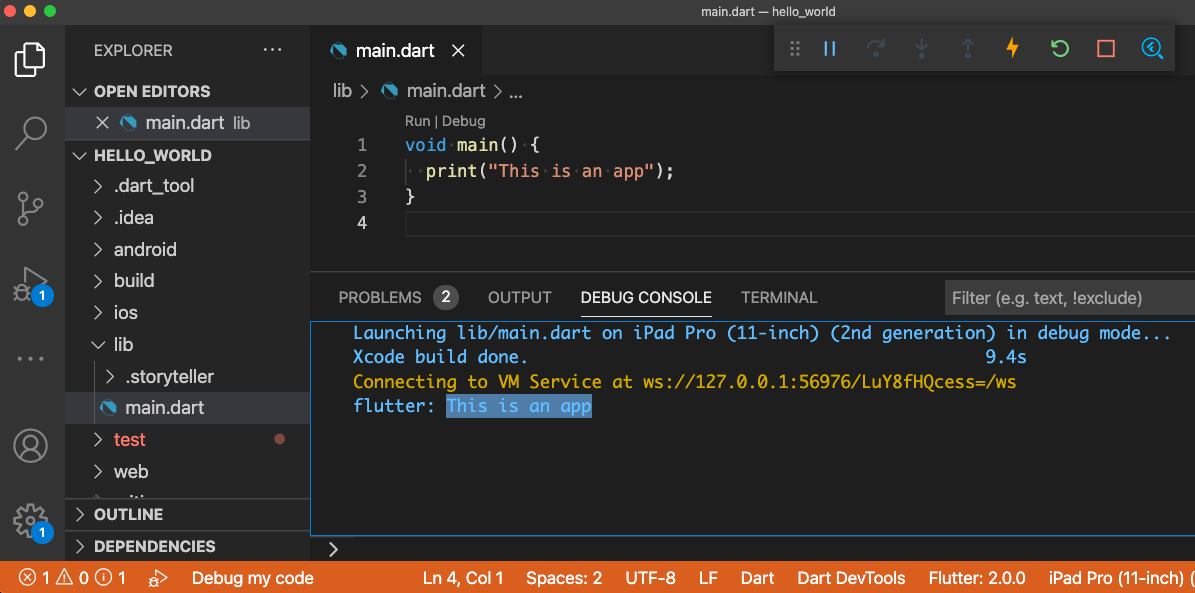 main.dart — hello_world
EXPLORER
OPEN EDITORS
main.dart lib
HELLO_WORLD
.dart_tool
.idea
android
build
ios
lib
.storyteller
main.dart
test
web
OUTLINE
DEPENDENCIES
1
1
main.dart
lib > main.dart > ...
Run | Debug
1 void main() {
2 print("This is an app");
3 }
4
PROBLEMS 2 OUTPUT DEBUG CONSOLE TERMINAL Filter (e.g. text, !exclude)
Launching lib/main.dart on iPad Pro (11-inch) (2nd generation) in debug mode...
Xcode build done. 9.4s
Connecting to VM Service at ws://127.0.0.1:56976/LuY8fHQcess=/ws
flutter: This is an app
1 0 1 Debug my code Ln 4, Col 1 Spaces: 2 UTF-8 LF Dart Dart DevTools Flutter: 2.0.0 iPad Pro (11-inch) (